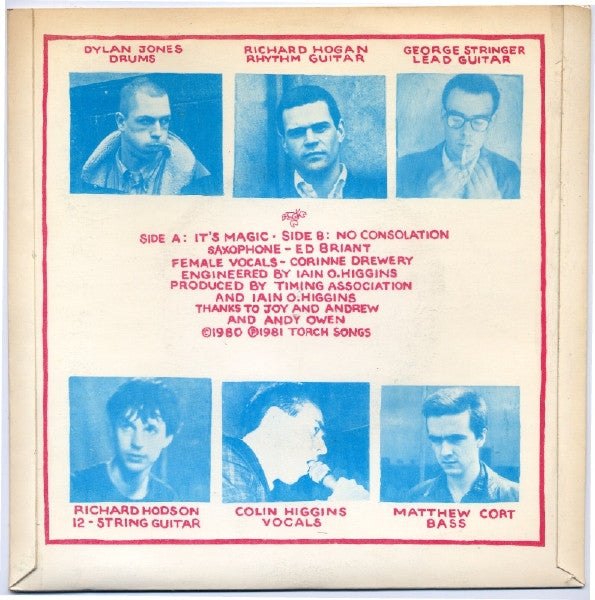 DYLAN JONES
DRUMS
RICHARD HOGAN
RHYTHM GUITAR
GEORGE STRINGER
LEAD GUITAR
SIDE A: IT'S MAGIC · SIDE B: NO CONSOLATION
SAXOPHONE - ED BRIANT
FEMALE VOCALS - CORINNE DREWERY
ENGINEERED BY IAIN O.HIGGINS
PRODUCED BY TIMING ASSOCIATION
AND IAIN O.HIGGINS
THANKS TO JOY AND ANDREW
AND ANDY OWEN
©1980 ℗1981 TORCH SONGS
RICHARD HODSON
12-STRING GUITAR
COLIN HIGGINS
VOCALS
MATTHEW CORT
BASS